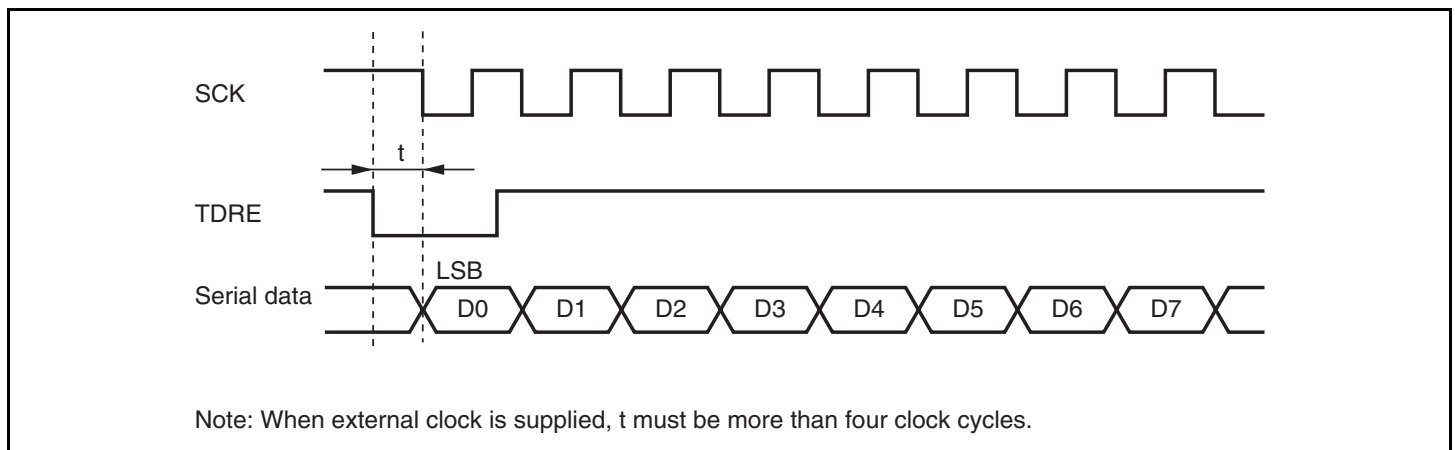 SCK
t
TDRE
LSB
Serial data D0 D1 D2 D3 D4 D5 D6 D7
Note: When external clock is supplied, t must be more than four clock cycles.